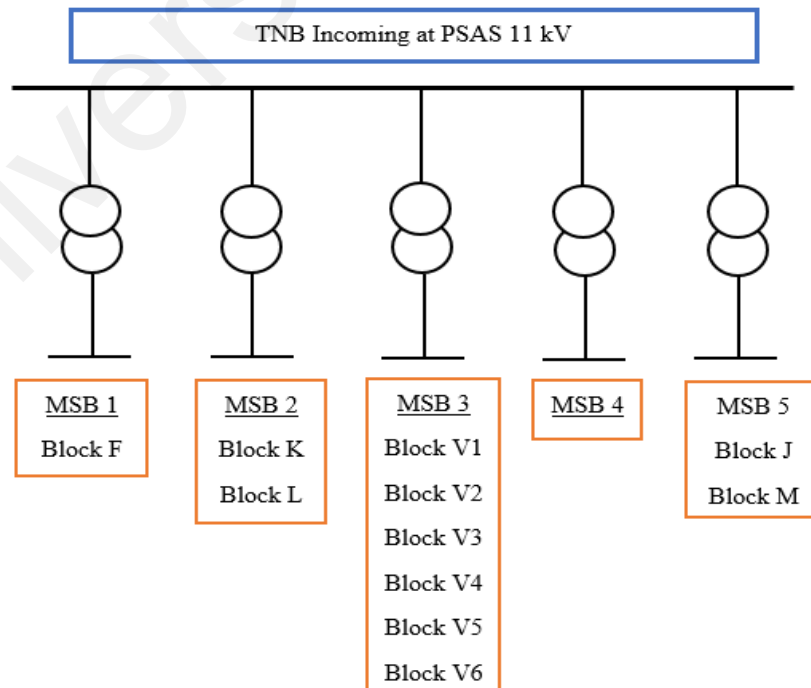 TNB Incoming at PSAS 11 kV
MSB 1
Block F
MSB 2
Block K
Block L
MSB 3
Block V1
Block V2
Block V3
Block V4
Block V5
Block V6
MSB 4
MSB 5
Block J
Block M